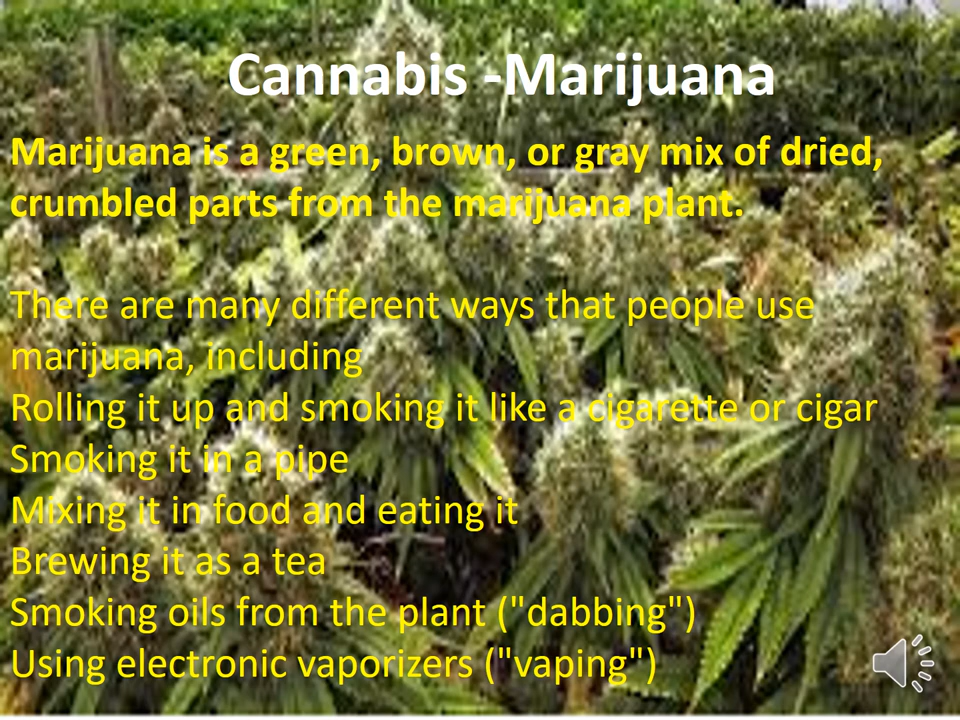 Cannabis -Marijuana
Marijuana is a green, brown, or gray mix of dried,
crumbled parts from the marijuana plant.
There are many different ways that people use
marijuana, including
Rolling it up and smoking it like a cigarette or cigar
Smoking it in a pipe
Mixing it in food and eating it
Brewing it as a tea
Smoking oils from the plant ("dabbing")
Using electronic vaporizers ("vaping")